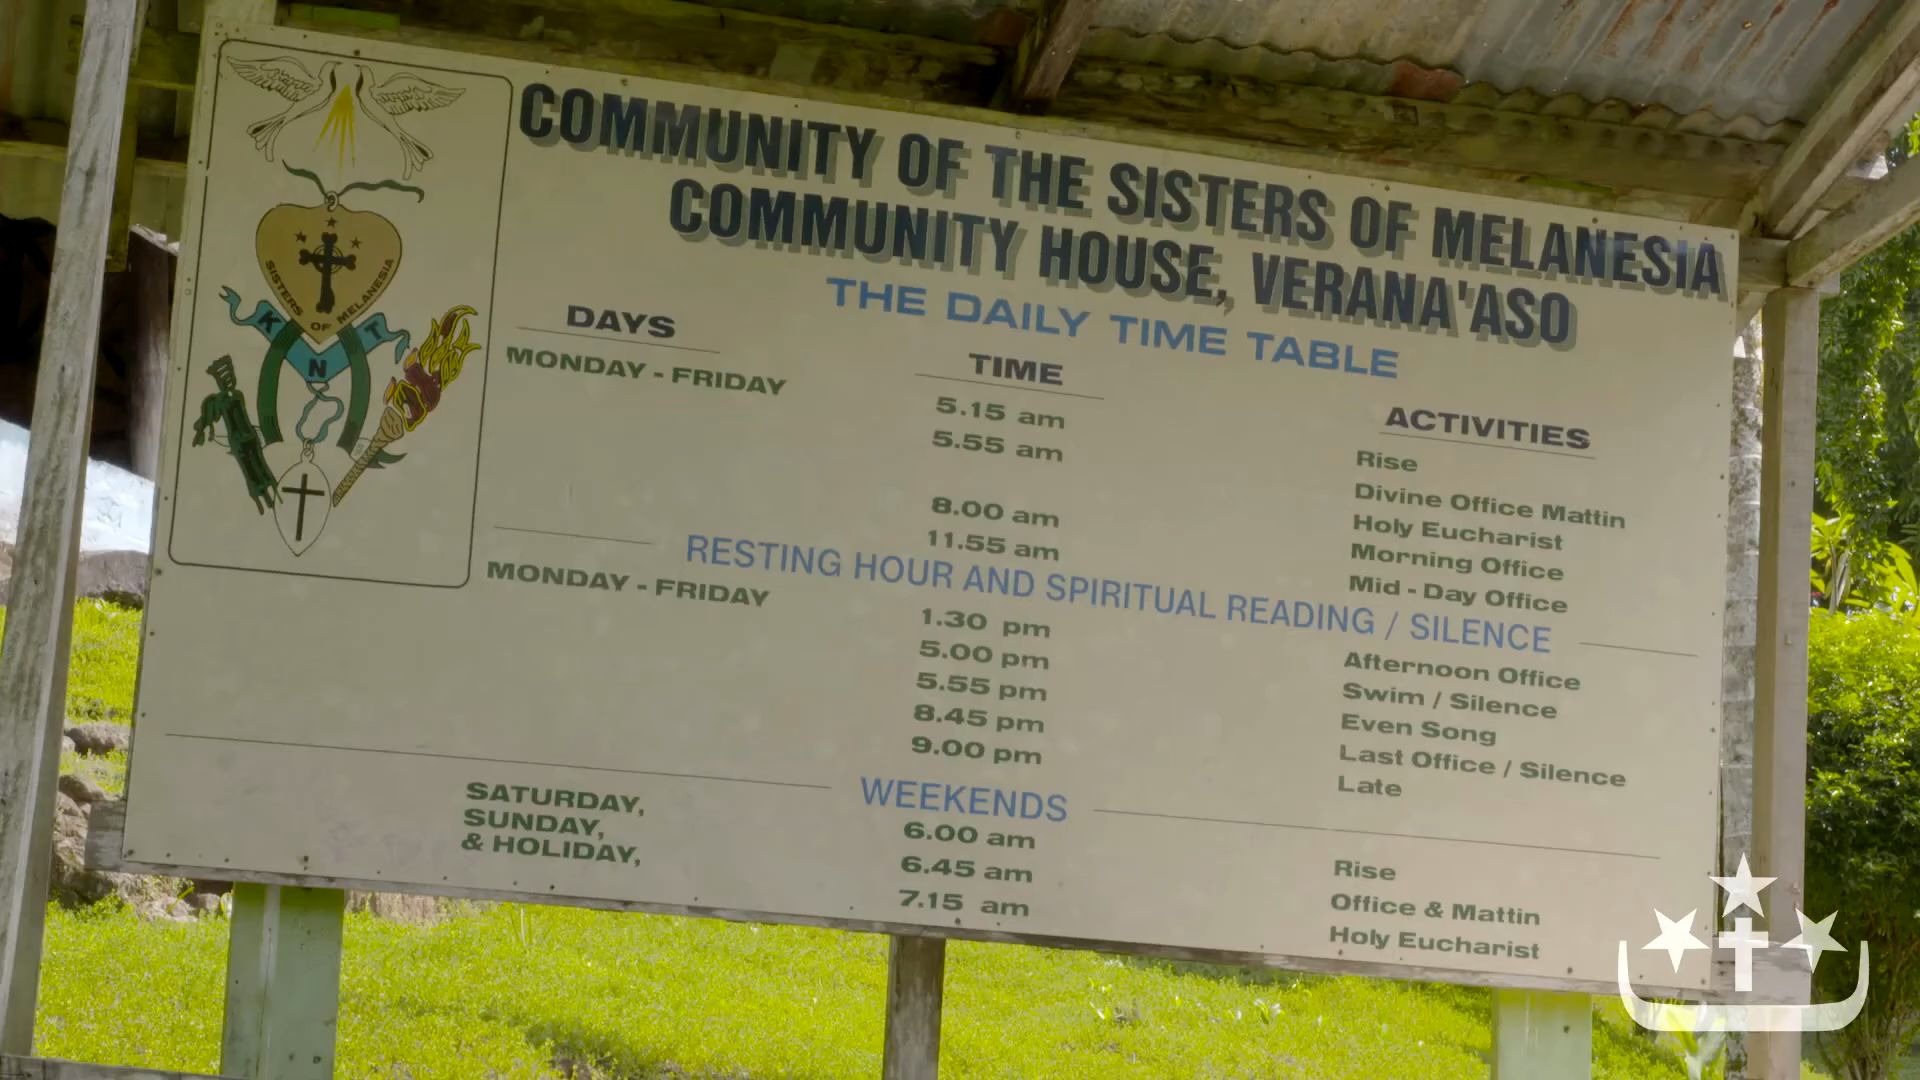 COMMUNITY OF THE SISTERS OF MELANESIA
COMMUNITY HOUSE, VERANA'ASO
THE DAILY TIME TABLE
SISTERS OF MELANESIA
K N T
DAYS TIME ACTIVITIES
MONDAY - FRIDAY
5.15 am Rise
5.55 am Divine Office Mattin
Holy Eucharist
8.00 am Morning Office
11.55 am Mid - Day Office
RESTING HOUR AND SPIRITUAL READING / SILENCE
MONDAY - FRIDAY
1.30 pm Afternoon Office
5.00 pm Swim / Silence
5.55 pm Even Song
8.45 pm Last Office / Silence
9.00 pm Late
WEEKENDS
SATURDAY, 6.00 am Rise
SUNDAY, 6.45 am Office & Mattin
& HOLIDAY, 7.15 am Holy Eucharist